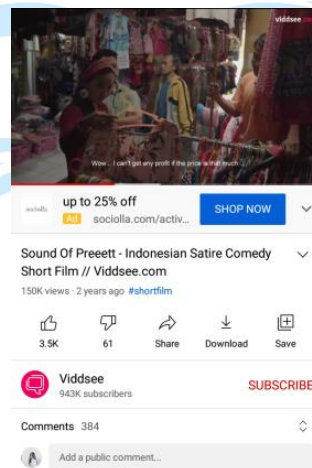 viddsee.com
Wow... I can't get any profit if the price is that much
sociolla
up to 25% off
Ad sociolla.com/activ...
SHOP NOW
Sound Of Preeett - Indonesian Satire Comedy
Short Film // Viddsee.com
150K views · 2 years ago #shortfilm
3.5K
61
Share
Download
Save
Viddsee
943K subscribers
SUBSCRIBE
Comments 384
Add a public comment...